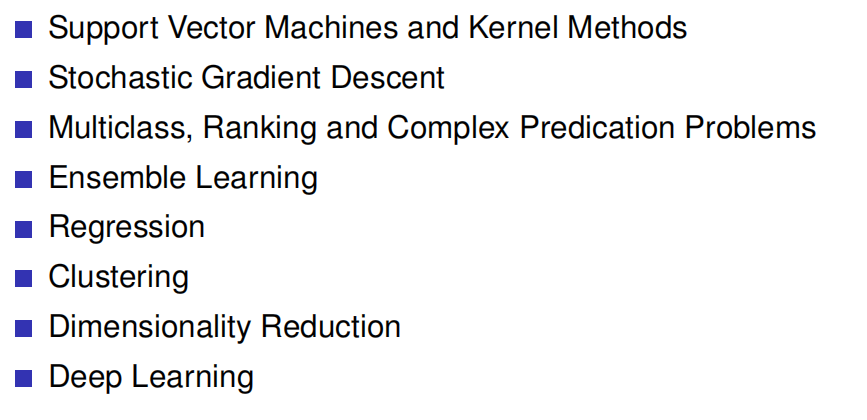 Support Vector Machines and Kernel Methods
Stochastic Gradient Descent
Multiclass, Ranking and Complex Predication Problems
Ensemble Learning
Regression
Clustering
Dimensionality Reduction
Deep Learning